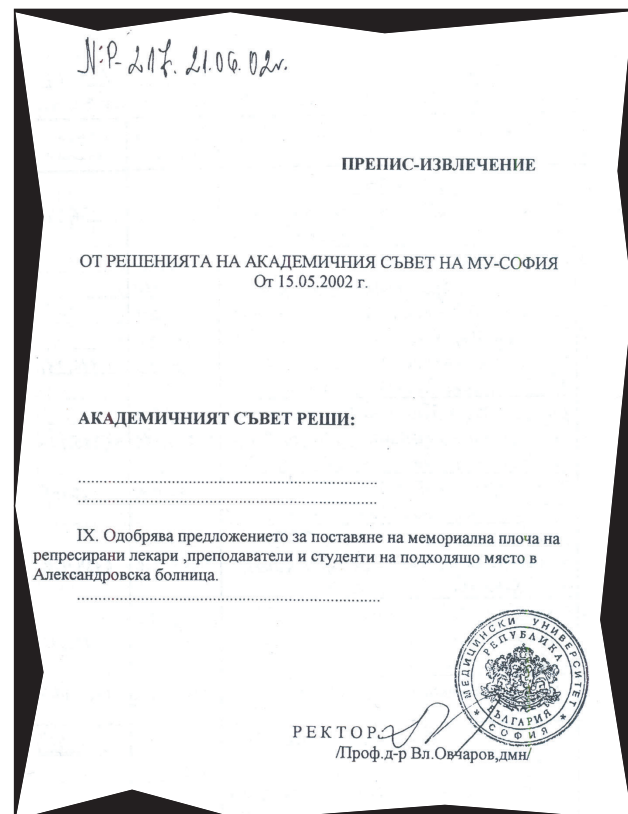 №Р-217. 21.06.02г.
ПРЕПИС-ИЗВЛЕЧЕНИЕ
ОТ РЕШЕНИЯТА НА АКАДЕМИЧНИЯ СЪВЕТ НА МУ-СОФИЯ
От 15.05.2002 г.
АКАДЕМИЧНИЯТ СЪВЕТ РЕШИ:
................................................................
................................................................
IX. Одобрява предложението за поставяне на мемориална плоча на
репресирани лекари ,преподаватели и студенти на подходящо място в
Александровска болница.
................................................................
МЕДИЦИНСКИ УНИВЕРСИТЕТ * СОФИЯ *
РЕПУБЛИКА БЪЛГАРИЯ
РЕКТОР:
/Проф.д-р Вл.Овчаров,дмн/